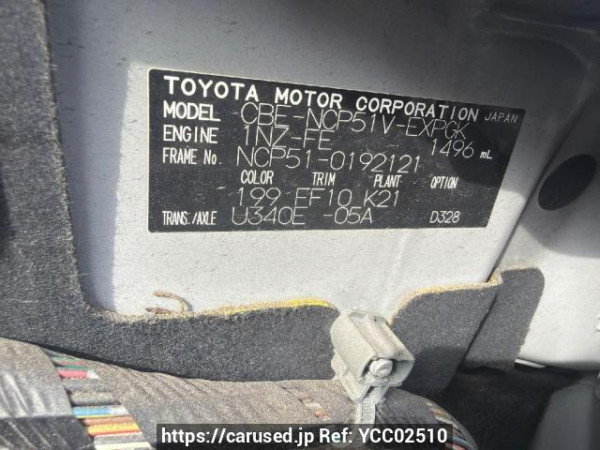 TOYOTA MOTOR CORPORATION JAPAN
MODEL CBE-NCP51V-EXPGK
ENGINE 1NZ-FE 1496 mL
FRAME No. NCP51-0192121
COLOR TRIM PLANT OPTION
199 FF10 K21
TRANS./AXLE U340E -05A D328
https://carused.jp Ref: YCC02510